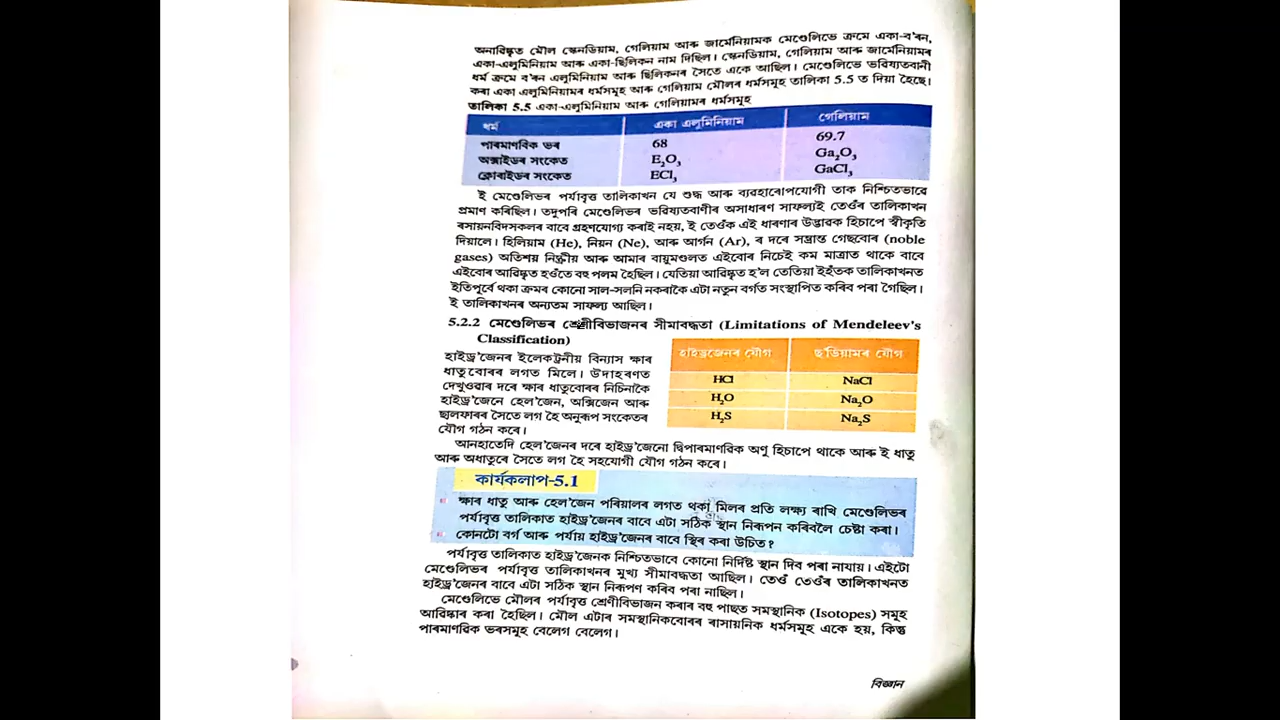 অনাৱিষ্কৃত মৌল স্কেনডিয়াম, গেলিয়াম আৰু জাৰ্মেনিয়ামক মেণ্ডেলিভে ক্ৰমে একা-ব'ৰন,
একা-এলুমিনিয়াম আৰু একা-ছিলিকন নাম দিছিল। স্কেনডিয়াম, গেলিয়াম আৰু জাৰ্মেনিয়ামৰ
ধৰ্ম ক্ৰমে ব'ৰন এলুমিনিয়াম আৰু ছিলিকনৰ সৈতে একে আছিল। মেণ্ডেলিভে ভৱিষ্যতবানী
কৰা একা এলুমিনিয়ামৰ ধৰ্মসমূহ আৰু গেলিয়াম মৌলৰ ধৰ্মসমূহ তালিকা 5.5 ত দিয়া হৈছে।
তালিকা 5.5 একা-এলুমিনিয়াম আৰু গেলিয়ামৰ ধৰ্মসমূহ
ধৰ্ম একা এলুমিনিয়াম গেলিয়াম
পাৰমাণবিক ভৰ 68 69.7
অক্সাইডৰ সংকেত E₂O₃ Ga₂O₃
ক্লোৰাইডৰ সংকেত ECl₃ GaCl₃
ই মেণ্ডেলিভৰ পৰ্যাবৃত্ত তালিকাখন যে শুদ্ধ আৰু ব্যৱহাৰোপযোগী তাক নিশ্চিতভাৱে
প্ৰমাণ কৰিছিল। তদুপৰি মেণ্ডেলিভৰ ভৱিষ্যতবাণীৰ অসাধাৰণ সাফল্যই তেওঁৰ তালিকাখন
ৰসায়নবিদসকলৰ বাবে গ্ৰহণযোগ্য কৰাই নহয়, ই তেওঁক এই ধাৰণাৰ উদ্ভাৱক হিচাপে স্বীকৃতি
দিয়ালে। হিলিয়াম (He), নিয়ন (Ne), আৰু আৰ্গন (Ar), ৰ দৰে সম্ভ্ৰান্ত গেছবোৰ (noble
gases) অতিশয় নিষ্ক্ৰীয় আৰু আমাৰ বায়ুমণ্ডলত এইবোৰ নিচেই কম মাত্ৰাত থাকে বাবে
এইবোৰ আৱিষ্কৃত হওঁতে বহু পলম হৈছিল। যেতিয়া আৱিষ্কৃত হ'ল তেতিয়া ইহঁতক তালিকাখনত
ইতিপূৰ্বে থকা ক্ৰমৰ কোনো সাল-সলনি নকৰাকৈ এটা নতুন বৰ্গত সংস্থাপিত কৰিব পৰা গৈছিল।
ই তালিকাখনৰ অন্যতম সাফল্য আছিল।
5.2.2 মেণ্ডেলিভৰ শ্ৰেণীবিভাজনৰ সীমাবদ্ধতা (Limitations of Mendeleev's
Classification)
হাইড্ৰ'জেনৰ ইলেকট্ৰনীয় বিন্যাস ক্ষাৰ
ধাতুবোৰৰ লগত মিলে। উদাহৰণত
দেখুওৱাৰ দৰে ক্ষাৰ ধাতুবোৰৰ নিচিনাকৈ
হাইড্ৰ'জেনে হেল'জেন, অক্সিজেন আৰু
ছালফাৰৰ সৈতে লগ হৈ অনুৰূপ সংকেতৰ
যৌগ গঠন কৰে।
হাইড্ৰজেনৰ যৌগ ছ'ডিয়ামৰ যৌগ
HCl NaCl
H₂O Na₂O
H₂S Na₂S
আনহাতেদি হেল'জেনৰ দৰে হাইড্ৰ'জেনো দ্বিপাৰমাণৱিক অণু হিচাপে থাকে আৰু ই ধাতু
আৰু অধাতুৰে সৈতে লগ হৈ সহযোগী যৌগ গঠন কৰে।
কাৰ্যকলাপ-5.1
ক্ষাৰ ধাতু আৰু হেল'জেন পৰিয়ালৰ লগত থকা মিলৰ প্ৰতি লক্ষ্য ৰাখি মেণ্ডেলিভৰ
পৰ্যাবৃত্ত তালিকাত হাইড্ৰ'জেনৰ বাবে এটা সঠিক স্থান নিৰূপন কৰিবলৈ চেষ্টা কৰা।
কোনটো বৰ্গ আৰু পৰ্যায় হাইড্ৰ'জেনৰ বাবে স্থিৰ কৰা উচিত?
পৰ্যাবৃত্ত তালিকাত হাইড্ৰ'জেনক নিশ্চিতভাৱে কোনো নিৰ্দিষ্ট স্থান দিব পৰা নাযায়। এইটো
মেণ্ডেলিভৰ পৰ্যাবৃত্ত তালিকাখনৰ মুখ্য সীমাবদ্ধতা আছিল। তেওঁ তেওঁৰ তালিকাখনত
হাইড্ৰ'জেনৰ বাবে এটা সঠিক স্থান নিৰূপণ কৰিব পৰা নাছিল।
মেণ্ডেলিভে মৌলৰ পৰ্যাবৃত্ত শ্ৰেণীবিভাজন কৰাৰ বহু পাছত সমস্থানিক (Isotopes) সমূহ
আৱিষ্কাৰ কৰা হৈছিল। মৌল এটাৰ সমস্থানিকবোৰৰ ৰাসায়নিক ধৰ্মসমূহ একে হয়, কিন্তু
পাৰমাণৱিক ভৰসমূহ বেলেগ বেলেগ।
বিজ্ঞান